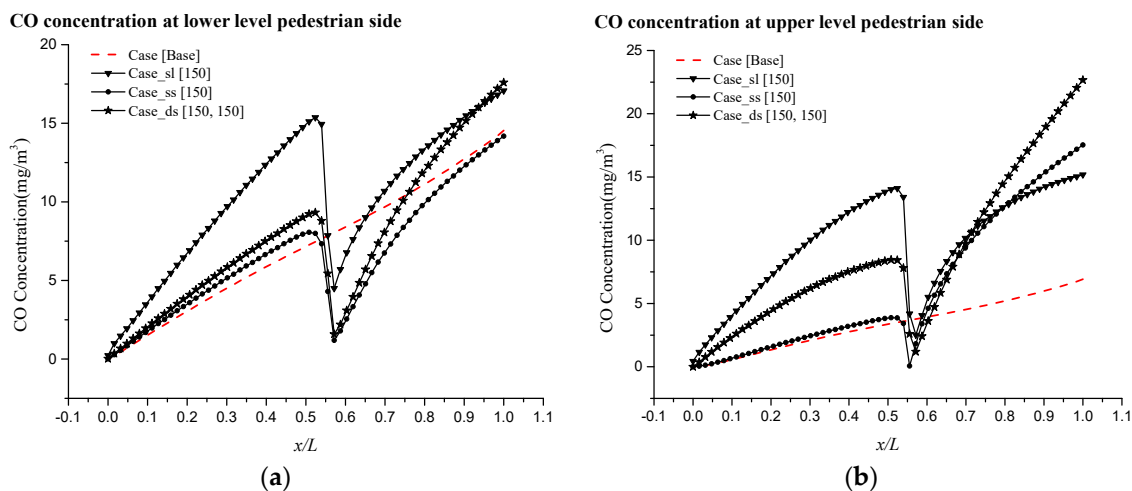 CO concentration at lower level pedestrian side
20
15
10
5
0
CO Concentration(mg/m³)
Case [Base]
Case_sl [150]
Case_ss [150]
Case_ds [150, 150]
-0.1 0.0 0.1 0.2 0.3 0.4 0.5 0.6 0.7 0.8 0.9 1.0 1.1
x/L
(a)
CO concentration at upper level pedestrian side
25
20
15
10
5
0
CO Concentration(mg/m³)
Case [Base]
Case_sl [150]
Case_ss [150]
Case_ds [150, 150]
-0.1 0.0 0.1 0.2 0.3 0.4 0.5 0.6 0.7 0.8 0.9 1.0 1.1
x/L
(b)